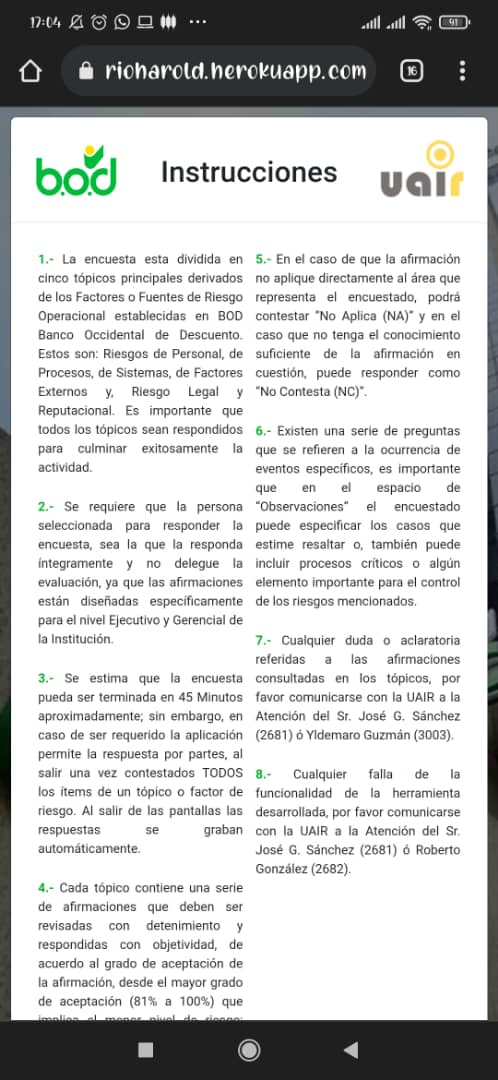 17:04
41
rioharold.herokuapp.com
16
b.o.d
Instrucciones
uair
1.- La encuesta esta dividida en
cinco tópicos principales derivados
de los Factores o Fuentes de Riesgo
Operacional establecidas en BOD
Banco Occidental de Descuento.
Estos son: Riesgos de Personal, de
Procesos, de Sistemas, de Factores
Externos y, Riesgo Legal y
Reputacional. Es importante que
todos los tópicos sean respondidos
para culminar exitosamente la
actividad.
2.- Se requiere que la persona
seleccionada para responder la
encuesta, sea la que la responda
íntegramente y no delegue la
evaluación, ya que las afirmaciones
están diseñadas específicamente
para el nivel Ejecutivo y Gerencial de
la Institución.
3.- Se estima que la encuesta
pueda ser terminada en 45 Minutos
aproximadamente; sin embargo, en
caso de ser requerido la aplicación
permite la respuesta por partes, al
salir una vez contestados TODOS
los ítems de un tópico o factor de
riesgo. Al salir de las pantallas las
respuestas se graban
automáticamente.
4.- Cada tópico contiene una serie
de afirmaciones que deben ser
revisadas con detenimiento y
respondidas con objetividad, de
acuerdo al grado de aceptación de
la afirmación, desde el mayor grado
de aceptación (81% a 100%) que
implica el menor nivel de riesgo;
5.- En el caso de que la afirmación
no aplique directamente al área que
representa el encuestado, podrá
contestar "No Aplica (NA)" y en el
caso que no tenga el conocimiento
suficiente de la afirmación en
cuestión, puede responder como
"No Contesta (NC)".
6.- Existen una serie de preguntas
que se refieren a la ocurrencia de
eventos específicos, es importante
que en el espacio de
"Observaciones" el encuestado
puede especificar los casos que
estime resaltar o, también puede
incluir procesos críticos o algún
elemento importante para el control
de los riesgos mencionados.
7.- Cualquier duda o aclaratoria
referidas a las afirmaciones
consultadas en los tópicos, por
favor comunicarse con la UAIR a la
Atención del Sr. José G. Sánchez
(2681) ó Yldemaro Guzmán (3003).
8.- Cualquier falla de la
funcionalidad de la herramienta
desarrollada, por favor comunicarse
con la UAIR a la Atención del Sr.
José G. Sánchez (2681) ó Roberto
González (2682).